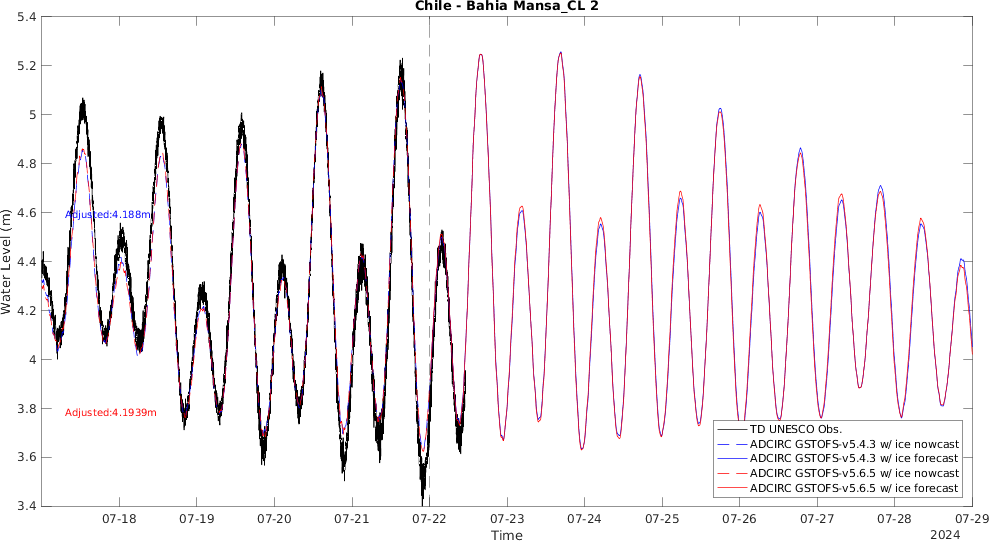 Chile - Bahia Mansa_CL 2
5.4
5.2
5
4.8
4.6
4.4
4.2
4
3.8
3.6
3.4
Water Level (m)
Adjusted:4.188m
Adjusted:4.1939m
TD UNESCO Obs.
ADCIRC GSTOFS-v5.4.3 w/ ice nowcast
ADCIRC GSTOFS-v5.4.3 w/ ice forecast
ADCIRC GSTOFS-v5.6.5 w/ ice nowcast
ADCIRC GSTOFS-v5.6.5 w/ ice forecast
07-18 07-19 07-20 07-21 07-22 07-23 07-24 07-25 07-26 07-27 07-28 07-29
Time
2024